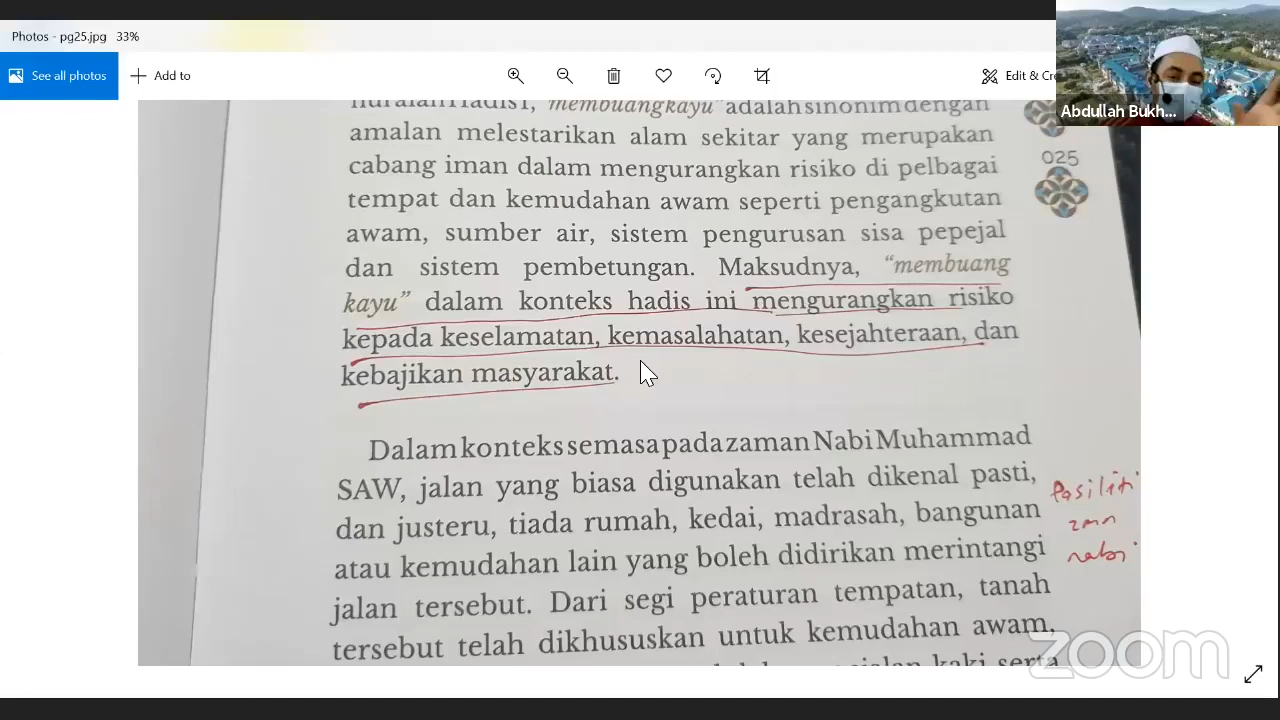 Photos - pg25.jpg 33%
See all photos
Add to
Edit & Cre
Abdullah Bukh...
"membuang kayu" adalah sinonim dengan
amalan melestarikan alam sekitar yang merupakan
cabang iman dalam mengurangkan risiko di pelbagai
tempat dan kemudahan awam seperti pengangkutan
awam, sumber air, sistem pengurusan sisa pepejal
dan sistem pembetungan. Maksudnya, "membuang
kayu" dalam konteks hadis ini mengurangkan risiko
kepada keselamatan, kemasalahatan, kesejahteraan, dan
kebajikan masyarakat.
025
Dalam konteks semasa pada zaman Nabi Muhammad
SAW, jalan yang biasa digunakan telah dikenal pasti,
dan justeru, tiada rumah, kedai, madrasah, bangunan
atau kemudahan lain yang boleh didirikan merintangi
jalan tersebut. Dari segi peraturan tempatan, tanah
tersebut telah dikhususkan untuk kemudahan awam,
kaki serta
Fasiliti
zmn
nabi
zoom